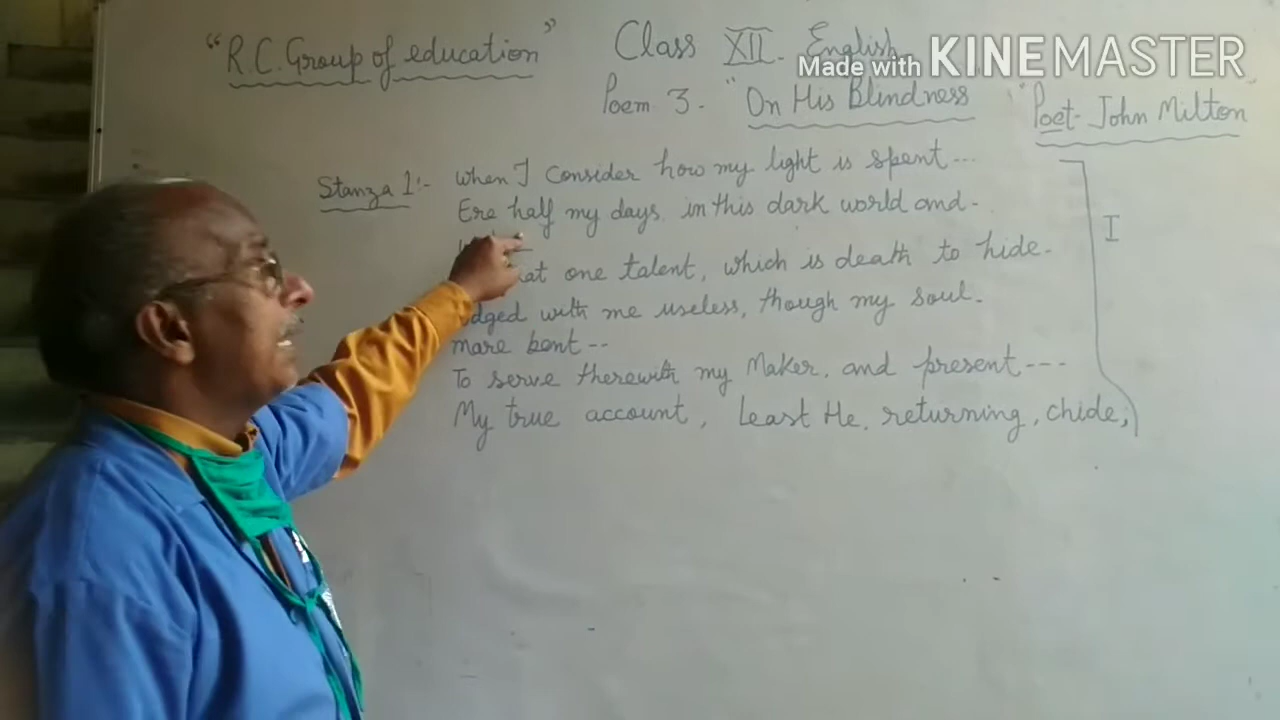 "R.C. Group of education"
Class XII. English
Made with KINEMASTER
Poem 3. "On His Blindness"
Poet - John Milton
Stanza 1:- When I consider how my light is spent...
Ere half my days in this dark world and-
one talent, which is death to hide-
with me useless, though my soul-
more bent--
To serve therewith my Maker, and present---
My true account, Least He, returning, chide,
I